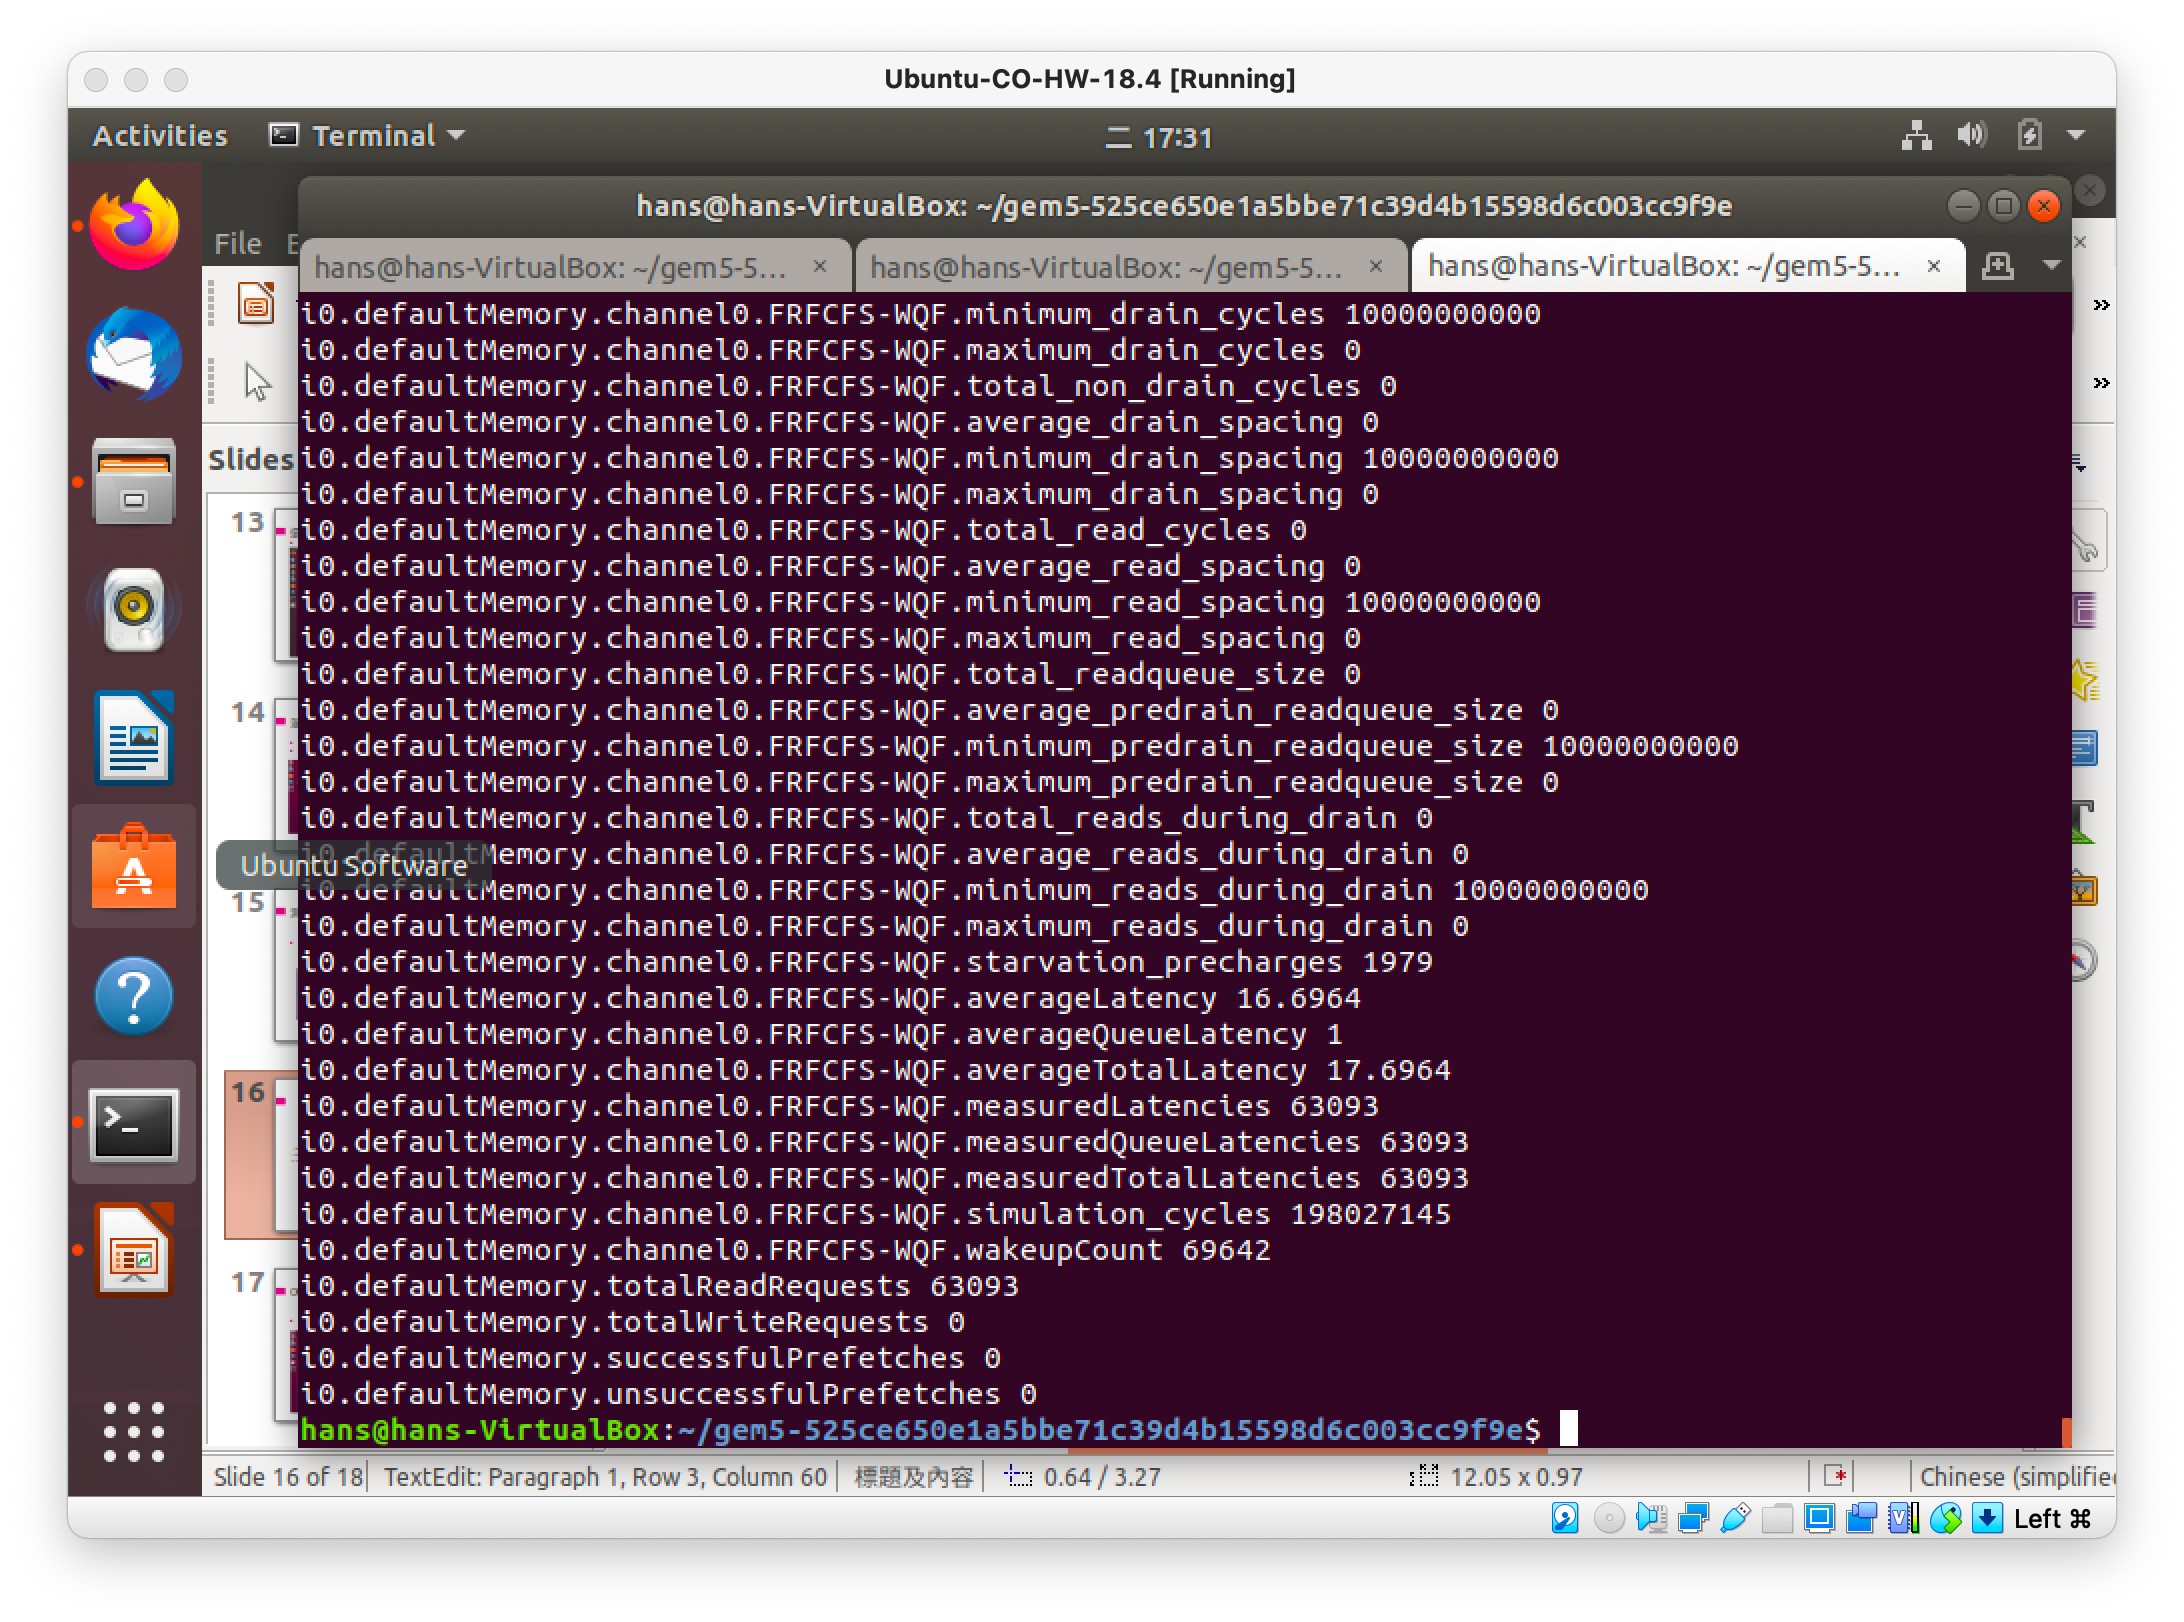 Ubuntu-CO-HW-18.4 [Running]
Activities
Terminal
二 17:31
hans@hans-VirtualBox: ~/gem5-525ce650e1a5bbe71c39d4b15598d6c003cc9f9e
File
hans@hans-VirtualBox: ~/gem5-5...
hans@hans-VirtualBox: ~/gem5-5...
hans@hans-VirtualBox: ~/gem5-5...
i0.defaultMemory.channel0.FRFCFS-WQF.minimum_drain_cycles 10000000000
i0.defaultMemory.channel0.FRFCFS-WQF.maximum_drain_cycles 0
i0.defaultMemory.channel0.FRFCFS-WQF.total_non_drain_cycles 0
i0.defaultMemory.channel0.FRFCFS-WQF.average_drain_spacing 0
i0.defaultMemory.channel0.FRFCFS-WQF.minimum_drain_spacing 10000000000
i0.defaultMemory.channel0.FRFCFS-WQF.maximum_drain_spacing 0
i0.defaultMemory.channel0.FRFCFS-WQF.total_read_cycles 0
i0.defaultMemory.channel0.FRFCFS-WQF.average_read_spacing 0
i0.defaultMemory.channel0.FRFCFS-WQF.minimum_read_spacing 10000000000
i0.defaultMemory.channel0.FRFCFS-WQF.maximum_read_spacing 0
i0.defaultMemory.channel0.FRFCFS-WQF.total_readqueue_size 0
i0.defaultMemory.channel0.FRFCFS-WQF.average_predrain_readqueue_size 0
i0.defaultMemory.channel0.FRFCFS-WQF.minimum_predrain_readqueue_size 10000000000
i0.defaultMemory.channel0.FRFCFS-WQF.maximum_predrain_readqueue_size 0
i0.defaultMemory.channel0.FRFCFS-WQF.total_reads_during_drain 0
i0.defaultMemory.channel0.FRFCFS-WQF.average_reads_during_drain 0
i0.defaultMemory.channel0.FRFCFS-WQF.minimum_reads_during_drain 10000000000
i0.defaultMemory.channel0.FRFCFS-WQF.maximum_reads_during_drain 0
i0.defaultMemory.channel0.FRFCFS-WQF.starvation_precharges 1979
i0.defaultMemory.channel0.FRFCFS-WQF.averageLatency 16.6964
i0.defaultMemory.channel0.FRFCFS-WQF.averageQueueLatency 1
i0.defaultMemory.channel0.FRFCFS-WQF.averageTotalLatency 17.6964
i0.defaultMemory.channel0.FRFCFS-WQF.measuredLatencies 63093
i0.defaultMemory.channel0.FRFCFS-WQF.measuredQueueLatencies 63093
i0.defaultMemory.channel0.FRFCFS-WQF.measuredTotalLatencies 63093
i0.defaultMemory.channel0.FRFCFS-WQF.simulation_cycles 198027145
i0.defaultMemory.channel0.FRFCFS-WQF.wakeupCount 69642
i0.defaultMemory.totalReadRequests 63093
i0.defaultMemory.totalWriteRequests 0
i0.defaultMemory.successfulPrefetches 0
i0.defaultMemory.unsuccessfulPrefetches 0
hans@hans-VirtualBox:~/gem5-525ce650e1a5bbe71c39d4b15598d6c003cc9f9e$
Slides
13
14
Ubuntu Software
15
16
17
Slide 16 of 18
TextEdit: Paragraph 1, Row 3, Column 60
標題及內容
0.64 / 3.27
12.05 x 0.97
Chinese (simplifie
Left ⌘